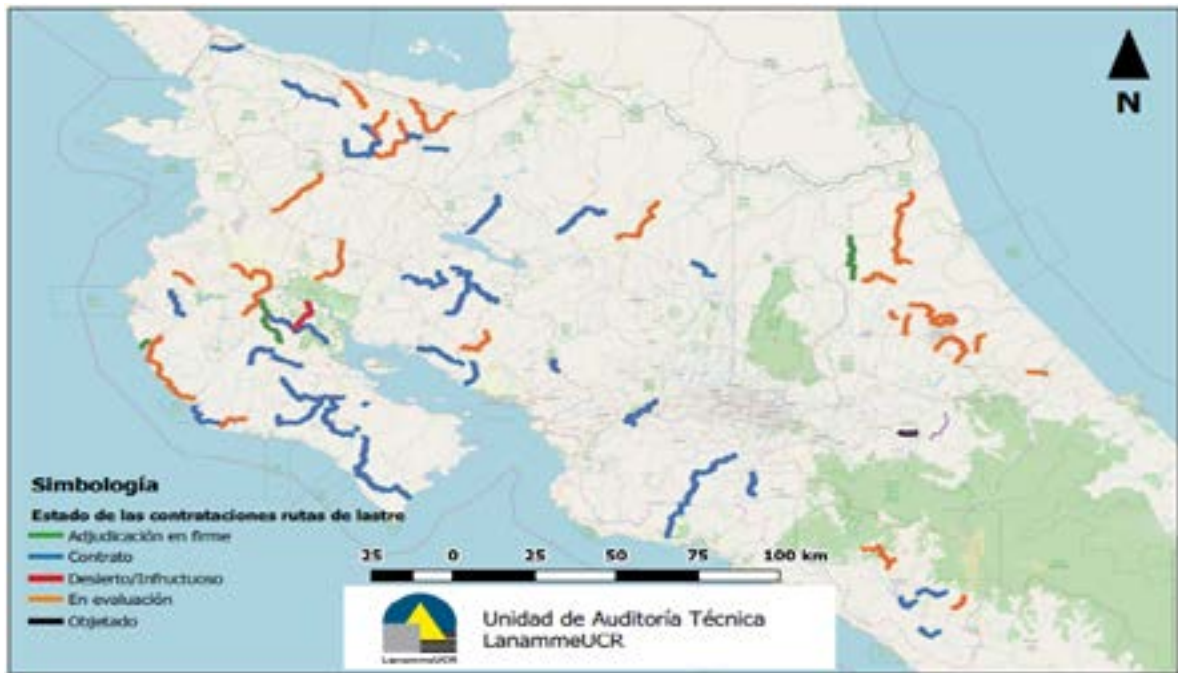 N
Simbología
Estado de las contrataciones rutas de lastre
Adjudicación en firme
Contrato
Desierto/Infructuoso
En evaluación
Objetado
25 0 25 50 75 100 km
LanammeUCR
Unidad de Auditoría Técnica
LanammeUCR